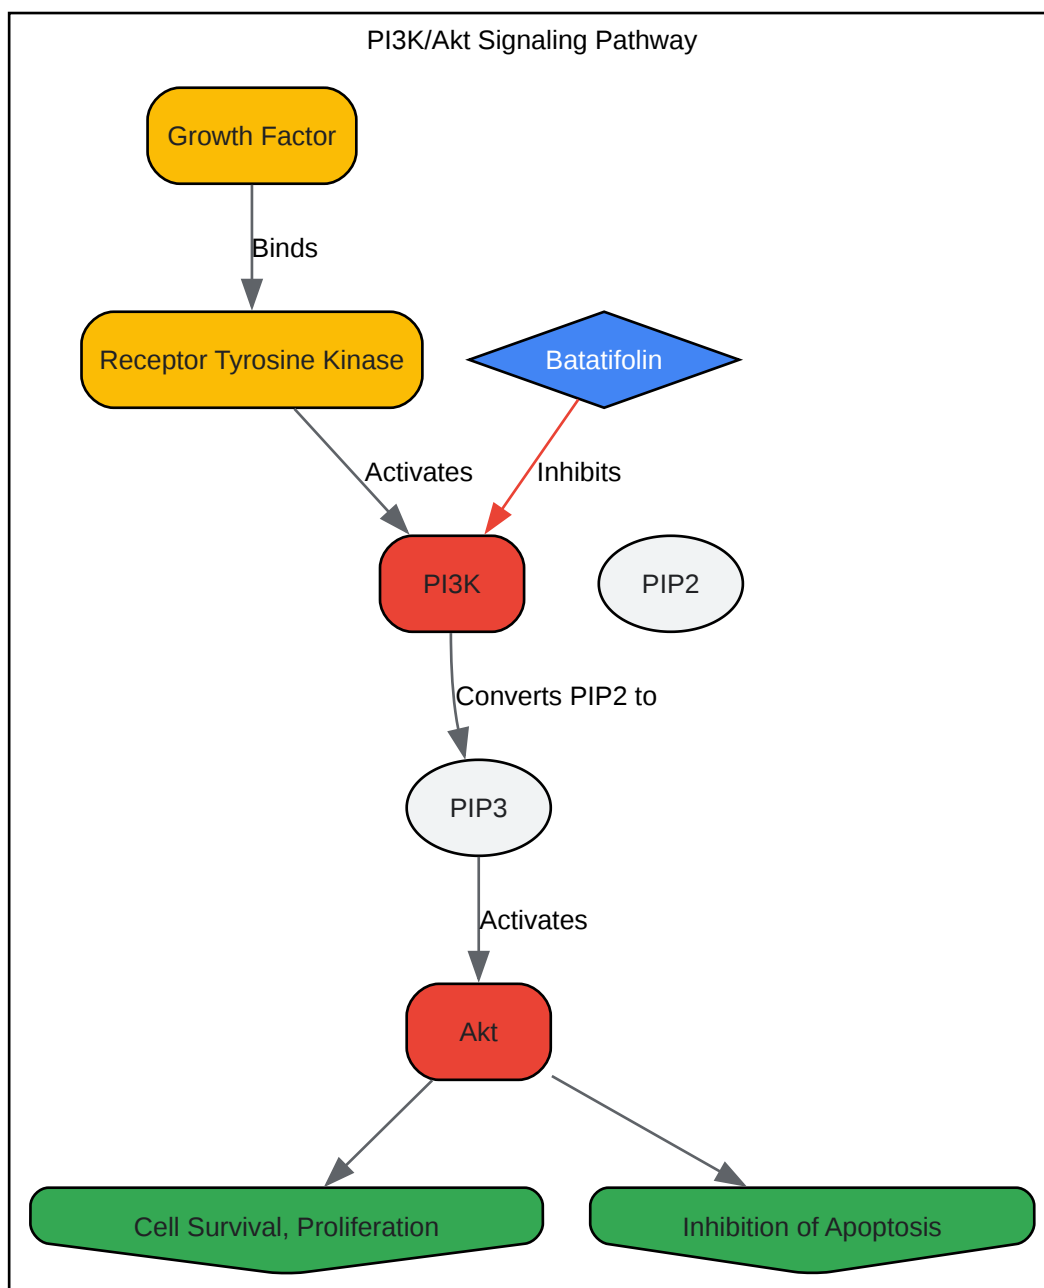 PI3K/Akt Signaling Pathway
Growth Factor
Binds
Receptor Tyrosine Kinase
Batatifolin
Activates
Inhibits
PI3K
PIP2
Converts PIP2 to
PIP3
Activates
Akt
Cell Survival, Proliferation
Inhibition of Apoptosis